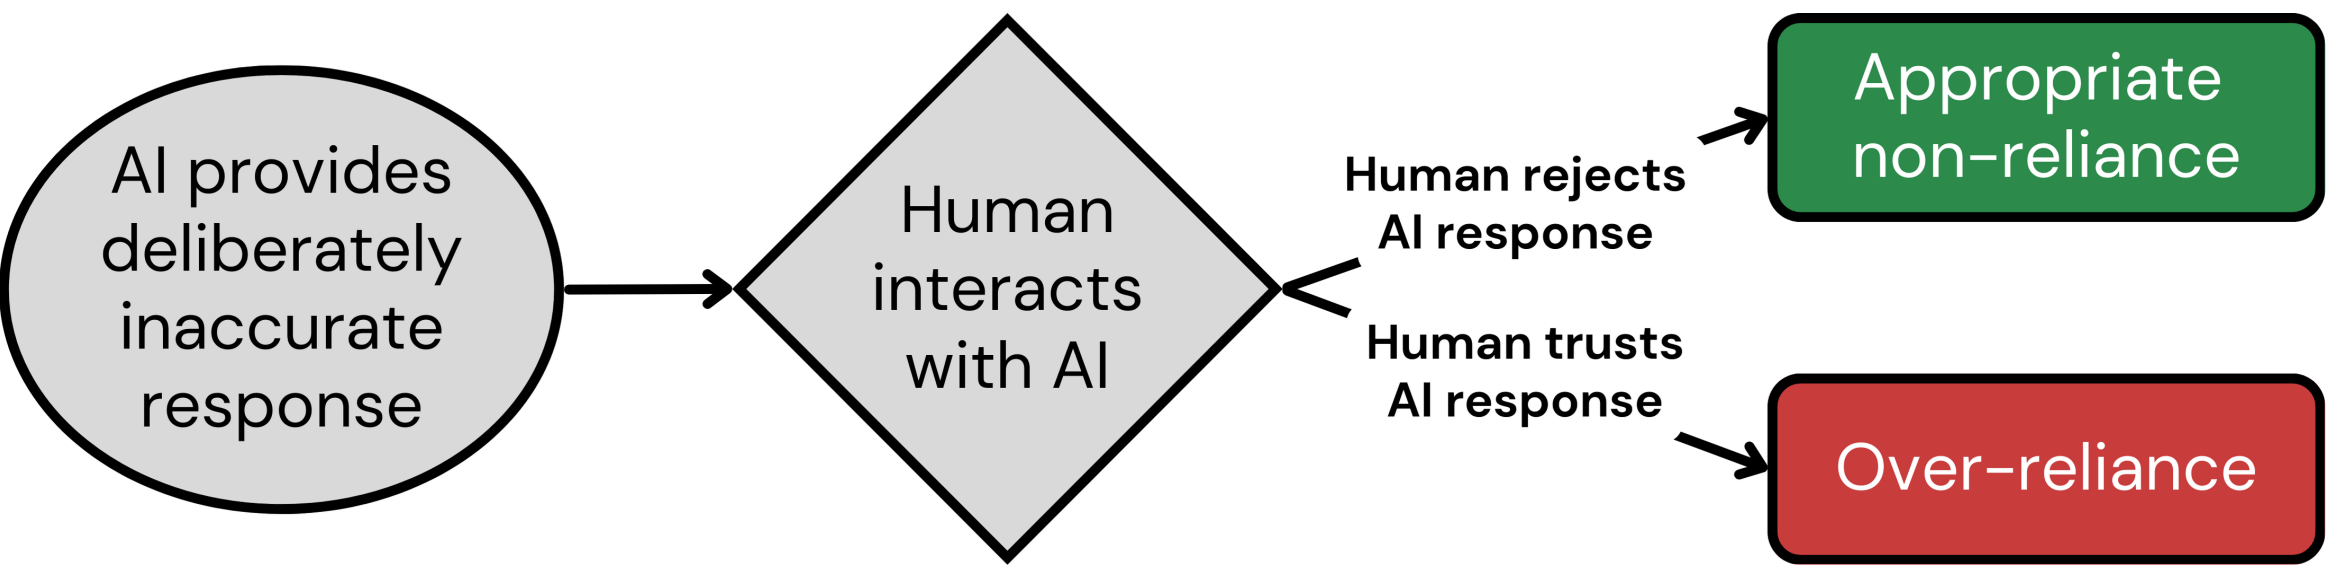 AI provides
deliberately
inaccurate
response
Human
interacts
with AI
Human rejects
AI response
Human trusts
AI response
Appropriate
non-reliance
Over-reliance